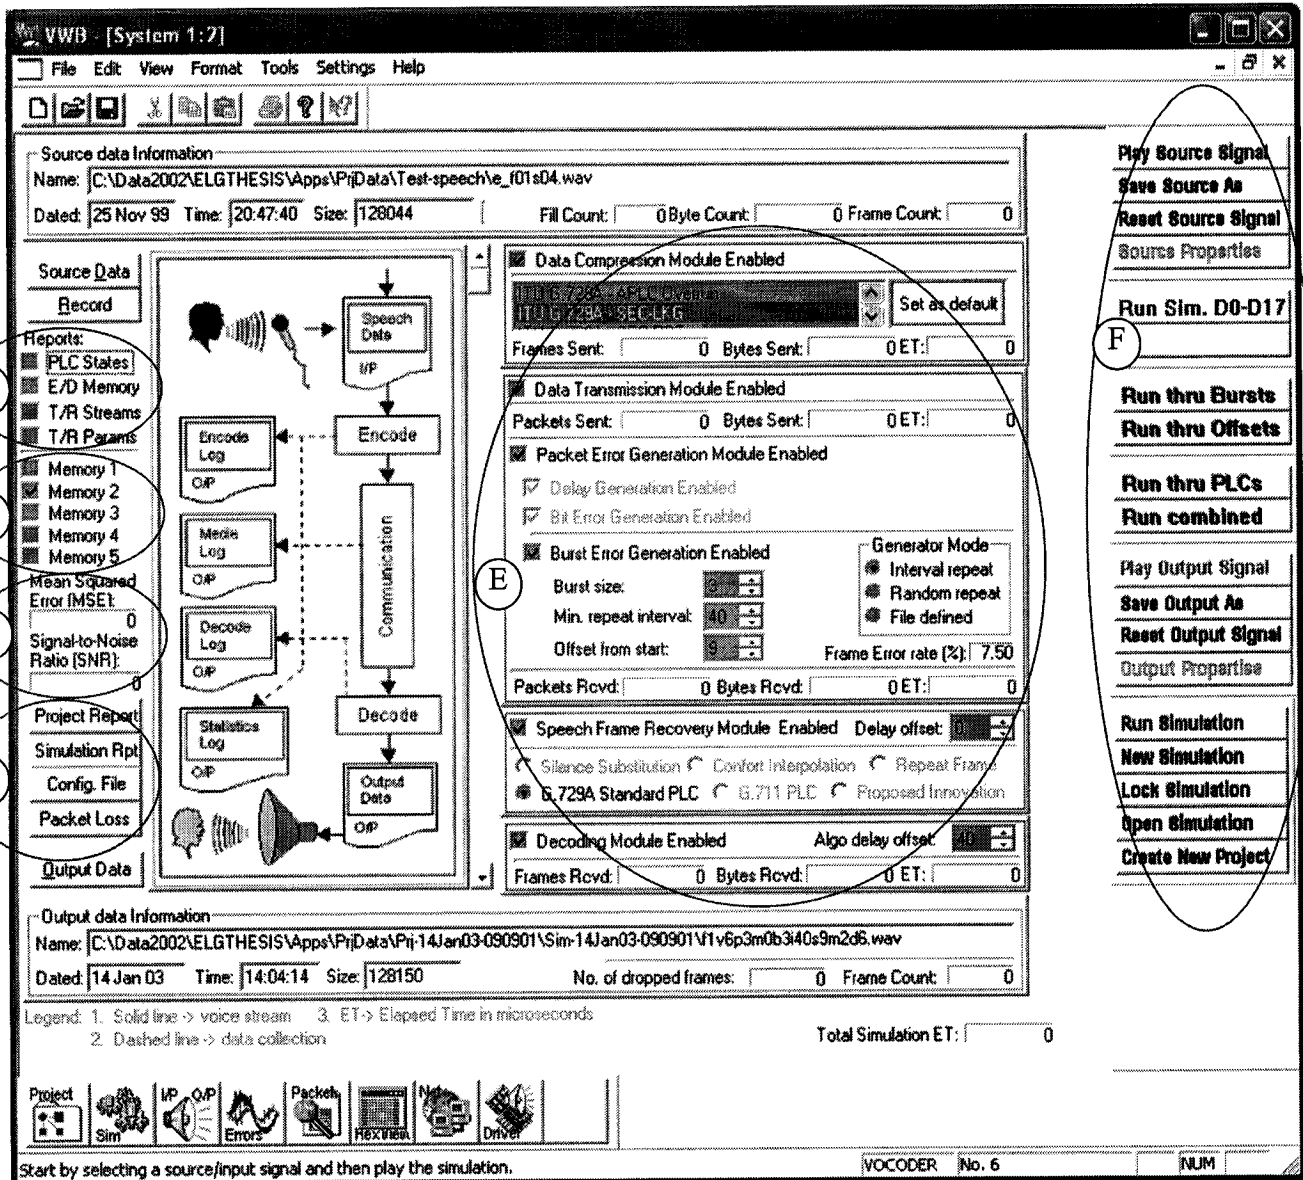 VWB - [System 1:7]
File Edit View Format Tools Settings Help
Source data Information
Name: C:\Data2002\ELGTHESIS\Apps\PrjData\Test-speech\e_f01s04.wav
Dated: 25 Nov 99 Time: 20:47:40 Size: 128044 Fill Count: 0 Byte Count: 0 Frame Count: 0
Source Data
Record
Reports:
PLC States
E/D Memory
T/R Streams
T/R Params
Memory 1
Memory 2
Memory 3
Memory 4
Memory 5
Mean Squared
Error (MSE):
0
Signal-to-Noise
Ratio (SNR):
0
Project Report
Simulation Rpt
Config. File
Packet Loss
Output Data
Speech
Data
I/P
Encode
Encode
Log
O/P
Media
Log
O/P
Communication
Decode
Log
O/P
Decode
Statistics
Log
O/P
Output
Data
O/P
Data Compression Module Enabled
ITU G.729A - APLC Overrun
ITU G.729A - SEC-LKG
Set as default
Frames Sent: 0 Bytes Sent: 0 ET: 0
Data Transmission Module Enabled
Packets Sent: 0 Bytes Sent: 0 ET: 0
Packet Error Generation Module Enabled
Delay Generation Enabled
Bit Error Generation Enabled
Burst Error Generation Enabled
Burst size: 3
Min. repeat interval: 40
Offset from start: 9
Generator Mode
Interval repeat
Random repeat
File defined
Frame Error rate (%): 7.50
E
Packets Rcvd: 0 Bytes Rcvd: 0 ET: 0
Speech Frame Recovery Module Enabled Delay offset: 0
Silence Substitution Confort Interpolation Repeat Frame
G.729A Standard PLC G.711 PLC Proposed Innovation
Decoding Module Enabled Algo delay offset: 40
Frames Rcvd: 0 Bytes Rcvd: 0 ET: 0
Play Source Signal
Save Source As
Reset Source Signal
Source Properties
Run Sim. D0-D17
F
Run thru Bursts
Run thru Offsets
Run thru PLCs
Run combined
Play Output Signal
Save Output As
Reset Output Signal
Output Properties
Run Simulation
New Simulation
Lock Simulation
Open Simulation
Create New Project
Output data Information
Name: C:\Data2002\ELGTHESIS\Apps\PrjData\Prj-14Jan03-090901\Sim-14Jan03-090901\f1v6p3m0b3i40s9m2d6.wav
Dated: 14 Jan 03 Time: 14:04:14 Size: 128150 No. of dropped frames: 0 Frame Count: 0
Legend: 1. Solid line -> voice stream 3. ET-> Elapsed Time in microseconds
2. Dashed line -> data collection
Total Simulation ET: 0
Project Sim I/P O/P Errors Packets HexMem Net Driver
Start by selecting a source/input signal and then play the simulation. VOCODER No. 6 NUM